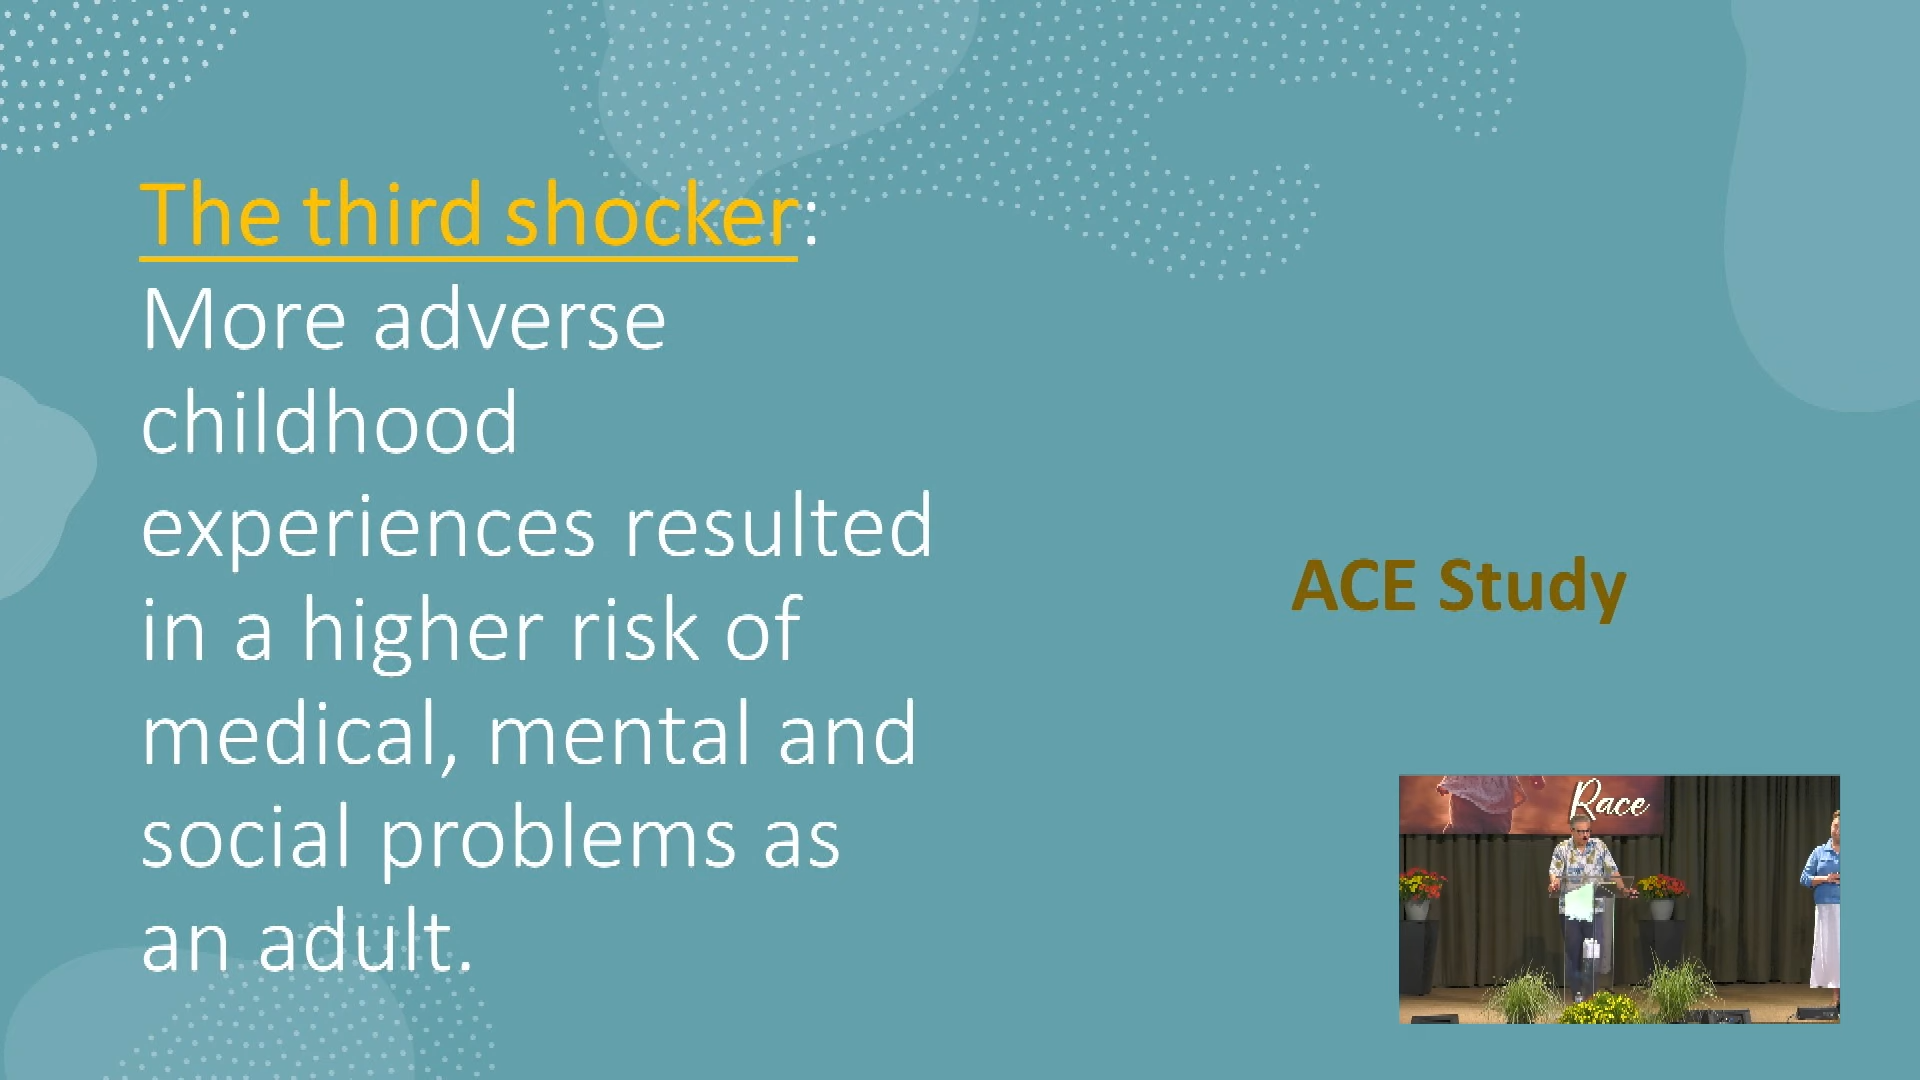 The third shocker:
More adverse
childhood
experiences resulted
in a higher risk of
medical, mental and
social problems as
an adult.
ACE Study
Race